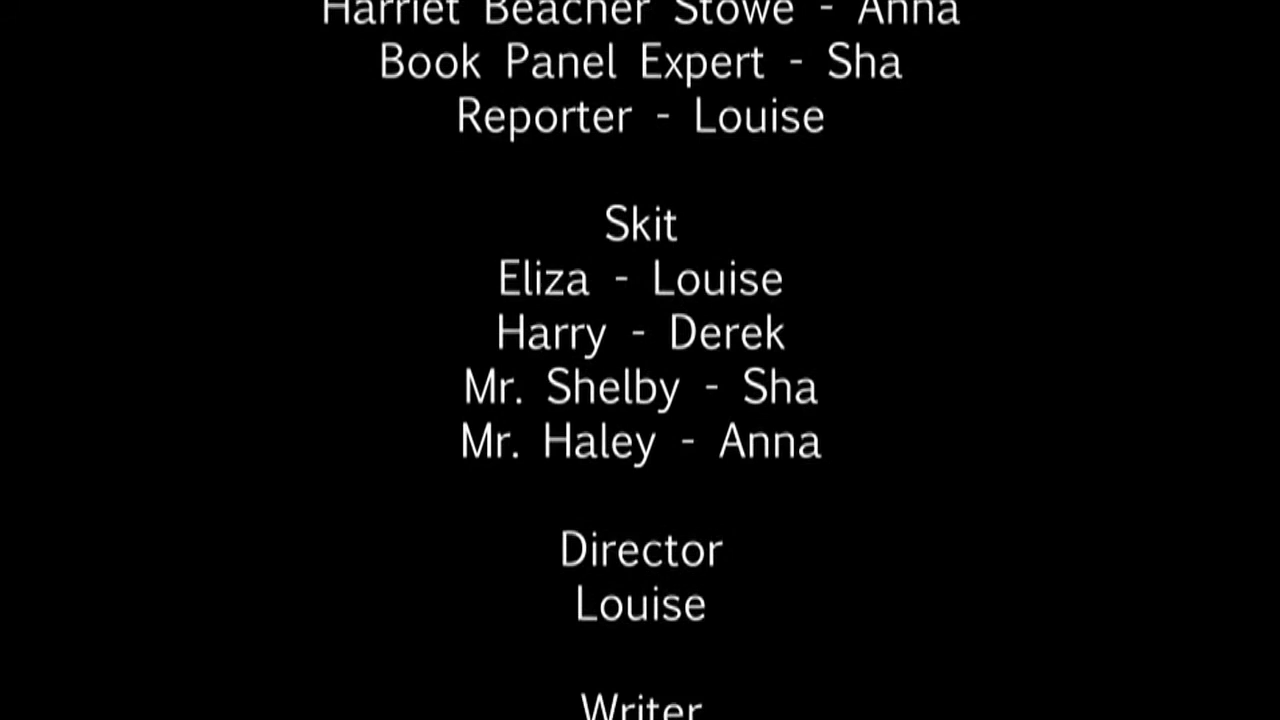 Harriet Beacher Stowe - Anna
Book Panel Expert - Sha
Reporter - Louise
Skit
Eliza - Louise
Harry - Derek
Mr. Shelby - Sha
Mr. Haley - Anna
Director
Louise
Writer